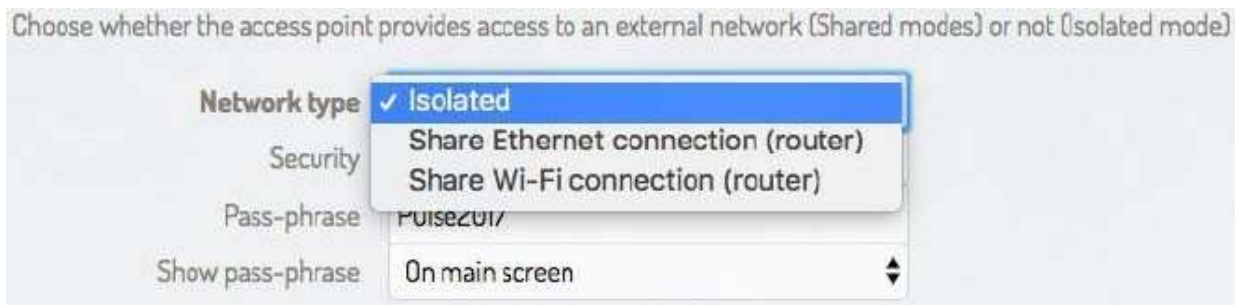 Choose whether the access point provides access to an external network (Shared modes) or not (Isolated mode)
Network type ✓ Isolated
Share Ethernet connection (router)
Security
Share Wi-Fi connection (router)
Pass-phrase Pulse2017
Show pass-phrase On main screen